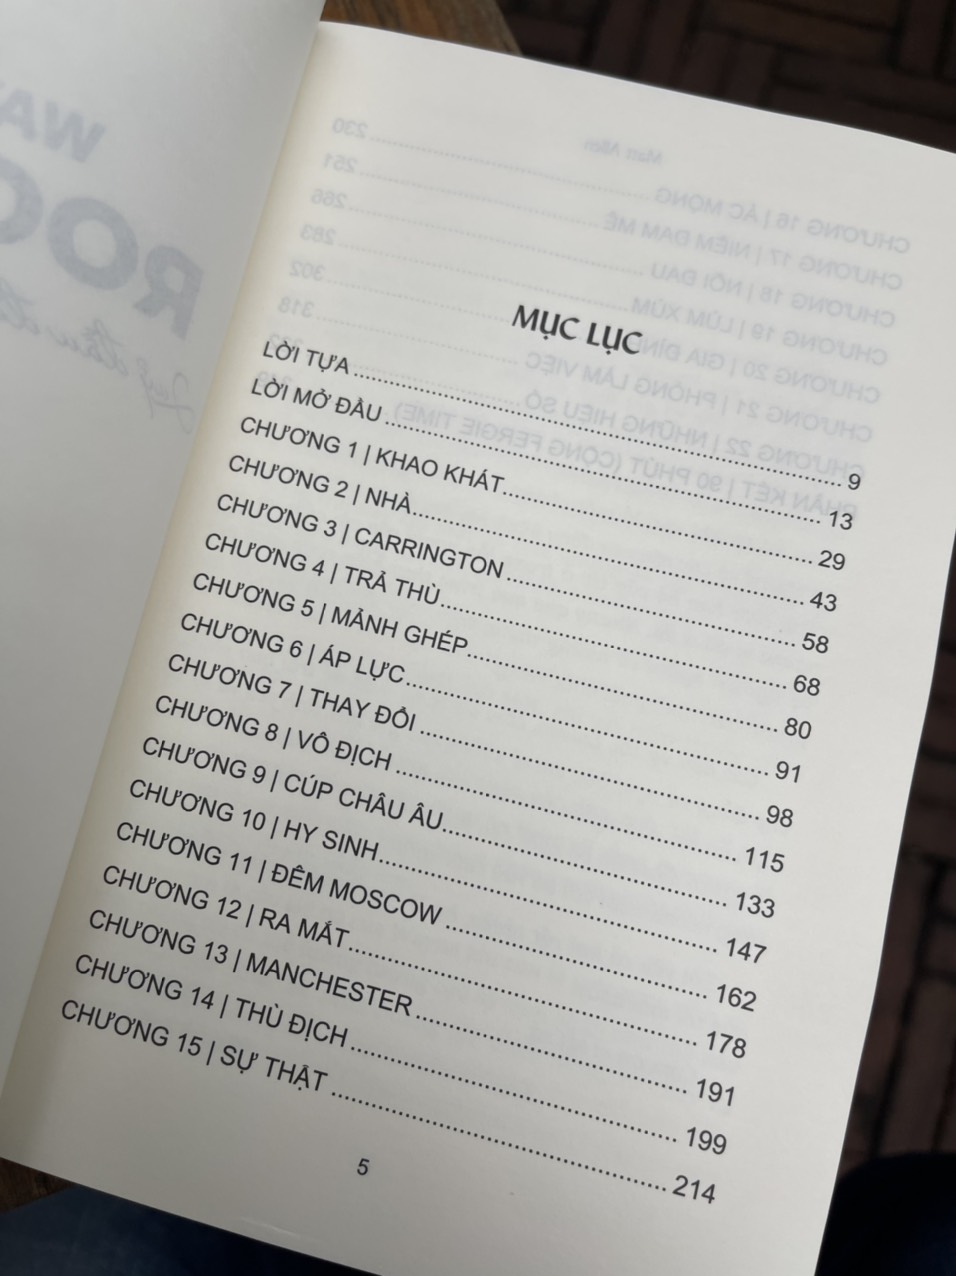 MỤC LỤC
LỜI TỰA ........ 9
LỜI MỞ ĐẦU ........ 13
CHƯƠNG 1 | KHAO KHÁT ........ 29
CHƯƠNG 2 | NHÀ ........ 43
CHƯƠNG 3 | CARRINGTON ........ 58
CHƯƠNG 4 | TRẢ THÙ ........ 68
CHƯƠNG 5 | MẢNH GHÉP ........ 80
CHƯƠNG 6 | ÁP LỰC ........ 91
CHƯƠNG 7 | THAY ĐỔI ........ 98
CHƯƠNG 8 | VÔ ĐỊCH ........ 115
CHƯƠNG 9 | CÚP CHÂU ÂU ........ 133
CHƯƠNG 10 | HY SINH ........ 147
CHƯƠNG 11 | ĐÊM MOSCOW ........ 162
CHƯƠNG 12 | RA MẮT ........ 178
CHƯƠNG 13 | MANCHESTER ........ 191
CHƯƠNG 14 | THÙ ĐỊCH ........ 199
CHƯƠNG 15 | SỰ THẬT ........ 214
5